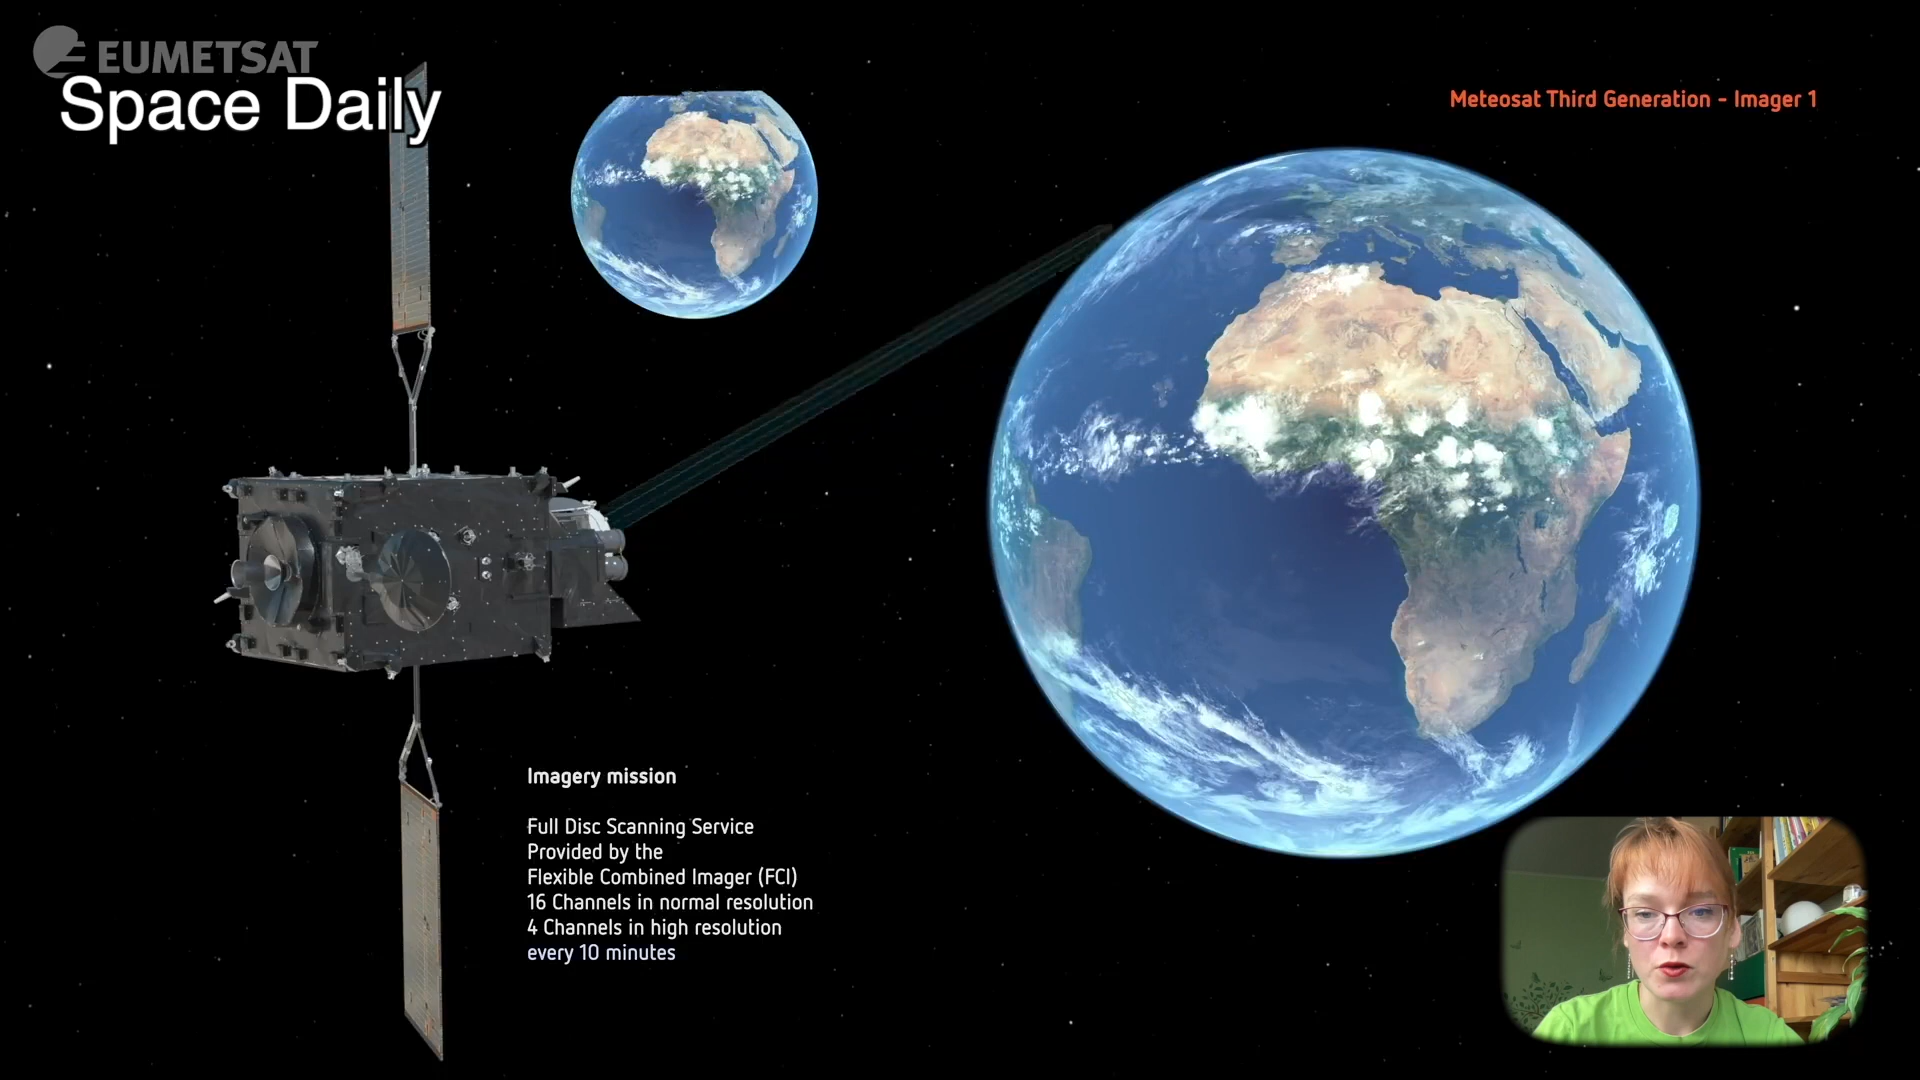 EUMETSAT
Space Daily
Meteosat Third Generation - Imager 1
Imagery mission
Full Disc Scanning Service
Provided by the
Flexible Combined Imager (FCI)
16 Channels in normal resolution
4 Channels in high resolution
every 10 minutes